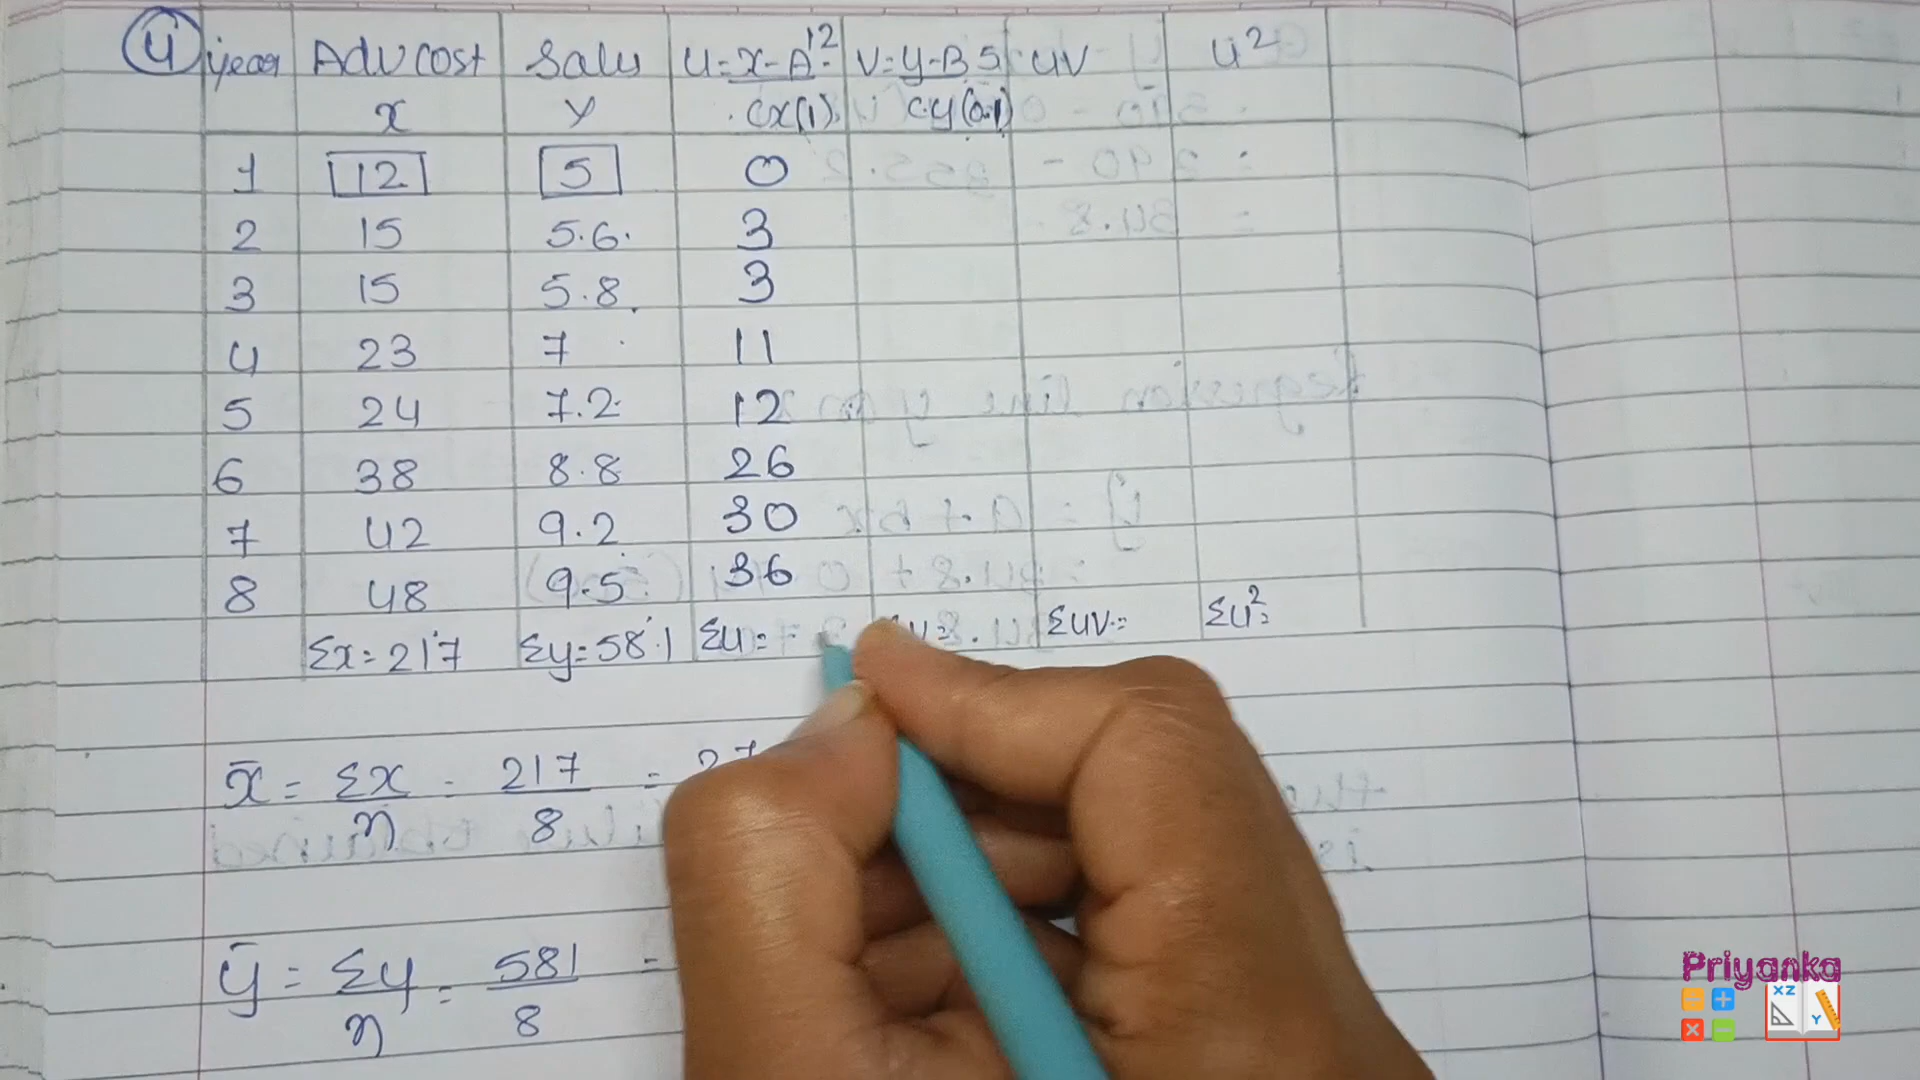 4 year Adv cost Sales U=x-A 12 V=y-B 5 uv u²
x y Cx(1) Cy(0.1)
1 12 5 0
2 15 5.6 3
3 15 5.8 3
4 23 7 11
5 24 7.2 12
6 38 8.8 26
7 42 9.2 30
8 48 9.5 36
Σx = 217 Σy = 58.1 Σu = Σuv = Σu² =
x̄ = Σx/n = 217/8 = 27
ȳ = Σy/n = 581/8 =
Priyanka
XZ
Y